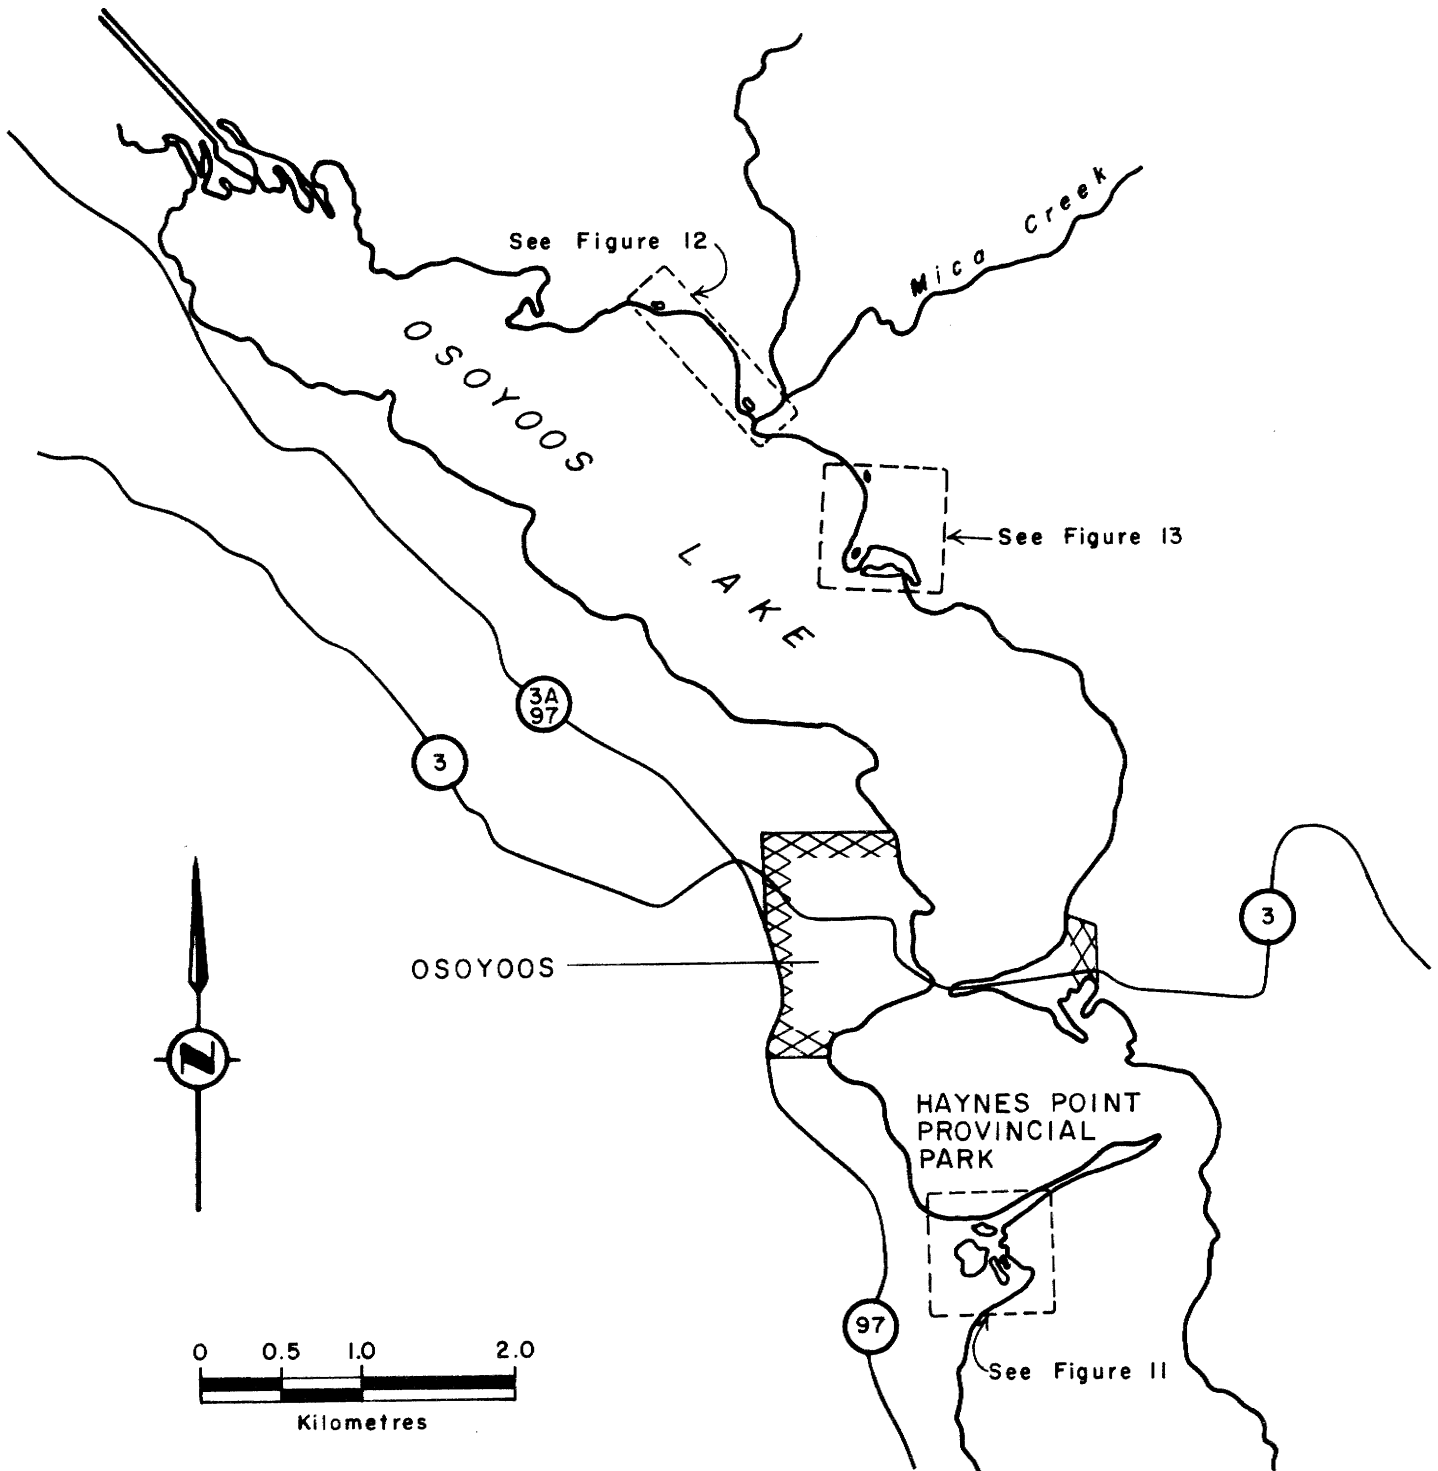 Mica Creek
See Figure 12
OSOYOOS
LAKE
See Figure 13
3A
97
3
3
OSOYOOS
N
HAYNES POINT
PROVINCIAL
PARK
97
0 0.5 1.0 2.0
Kilometres
See Figure 11